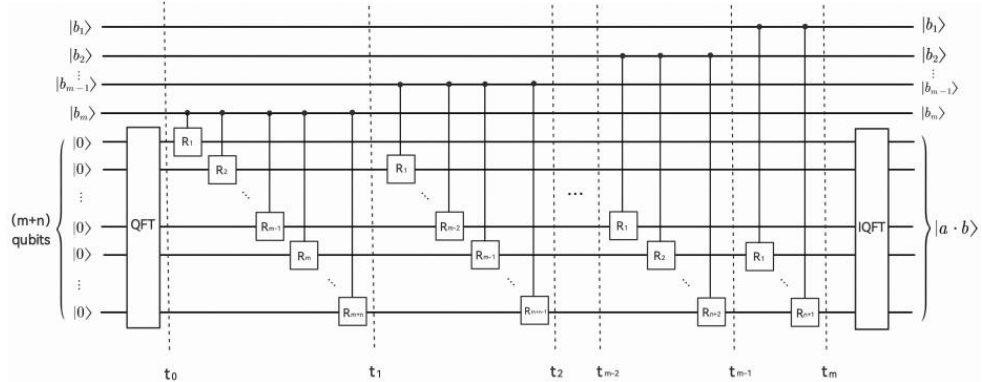 |b₁⟩ |b₁⟩
|b₂⟩ |b₂⟩
⋮ ⋮
|bₘ₋₁⟩ |bₘ₋₁⟩
|bₘ⟩ |bₘ⟩
|0⟩ R₁
|0⟩ R₂ R₁
⋮ ⋱ ⋱ ...
(m+n) qubits |0⟩ QFT Rₘ₋₁ Rₘ₋₂ R₁ IQFT |a · b⟩
|0⟩ Rₘ Rₘ₋₁ R₂ R₁
⋮ ⋱ ⋱ ⋱ ⋱
|0⟩ Rₘ₊ₙ Rₙ₊ₘ₋₁ Rₙ₊₂ Rₙ₊₁
t₀ t₁ t₂ tₘ₋₂ tₘ₋₁ tₘ